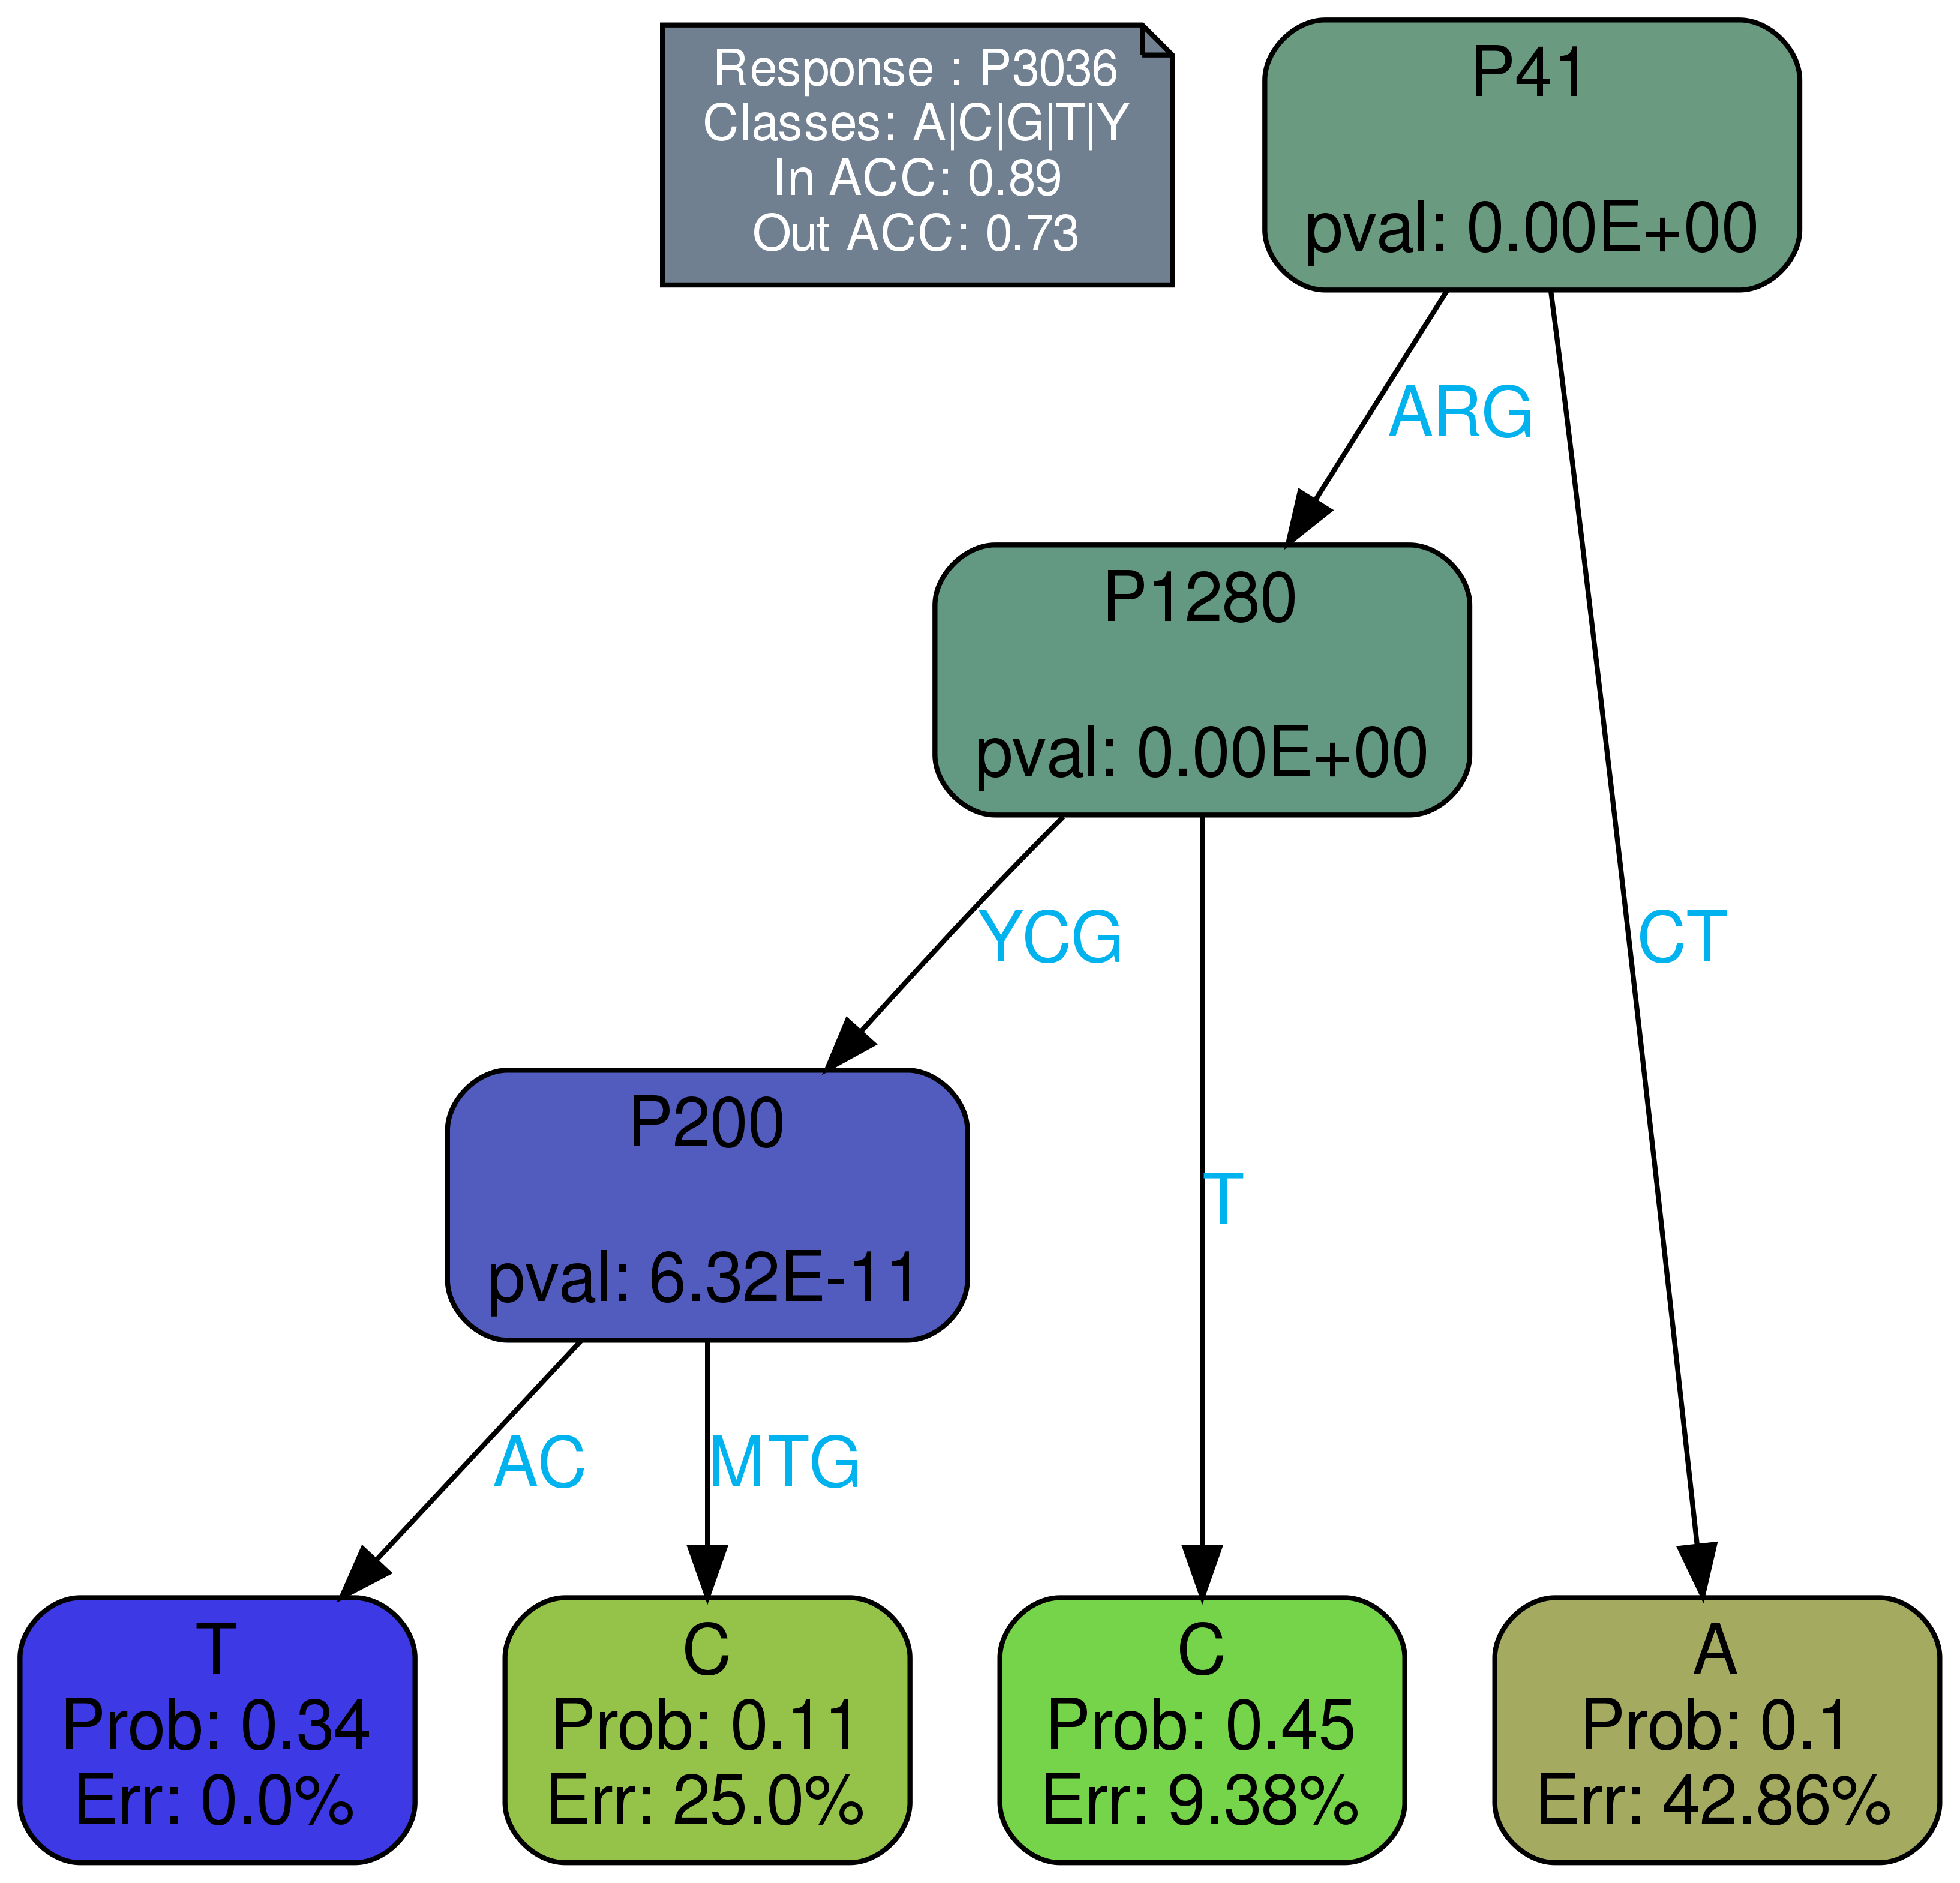 Response : P3036
Classes: A|C|G|T|Y
In ACC: 0.89
Out ACC: 0.73
P41
pval: 0.00E+00
ARG
P1280
pval: 0.00E+00
YCG
CT
P200
pval: 6.32E-11
T
AC
MTG
T
Prob: 0.34
Err: 0.0%
C
Prob: 0.11
Err: 25.0%
C
Prob: 0.45
Err: 9.38%
A
Prob: 0.1
Err: 42.86%